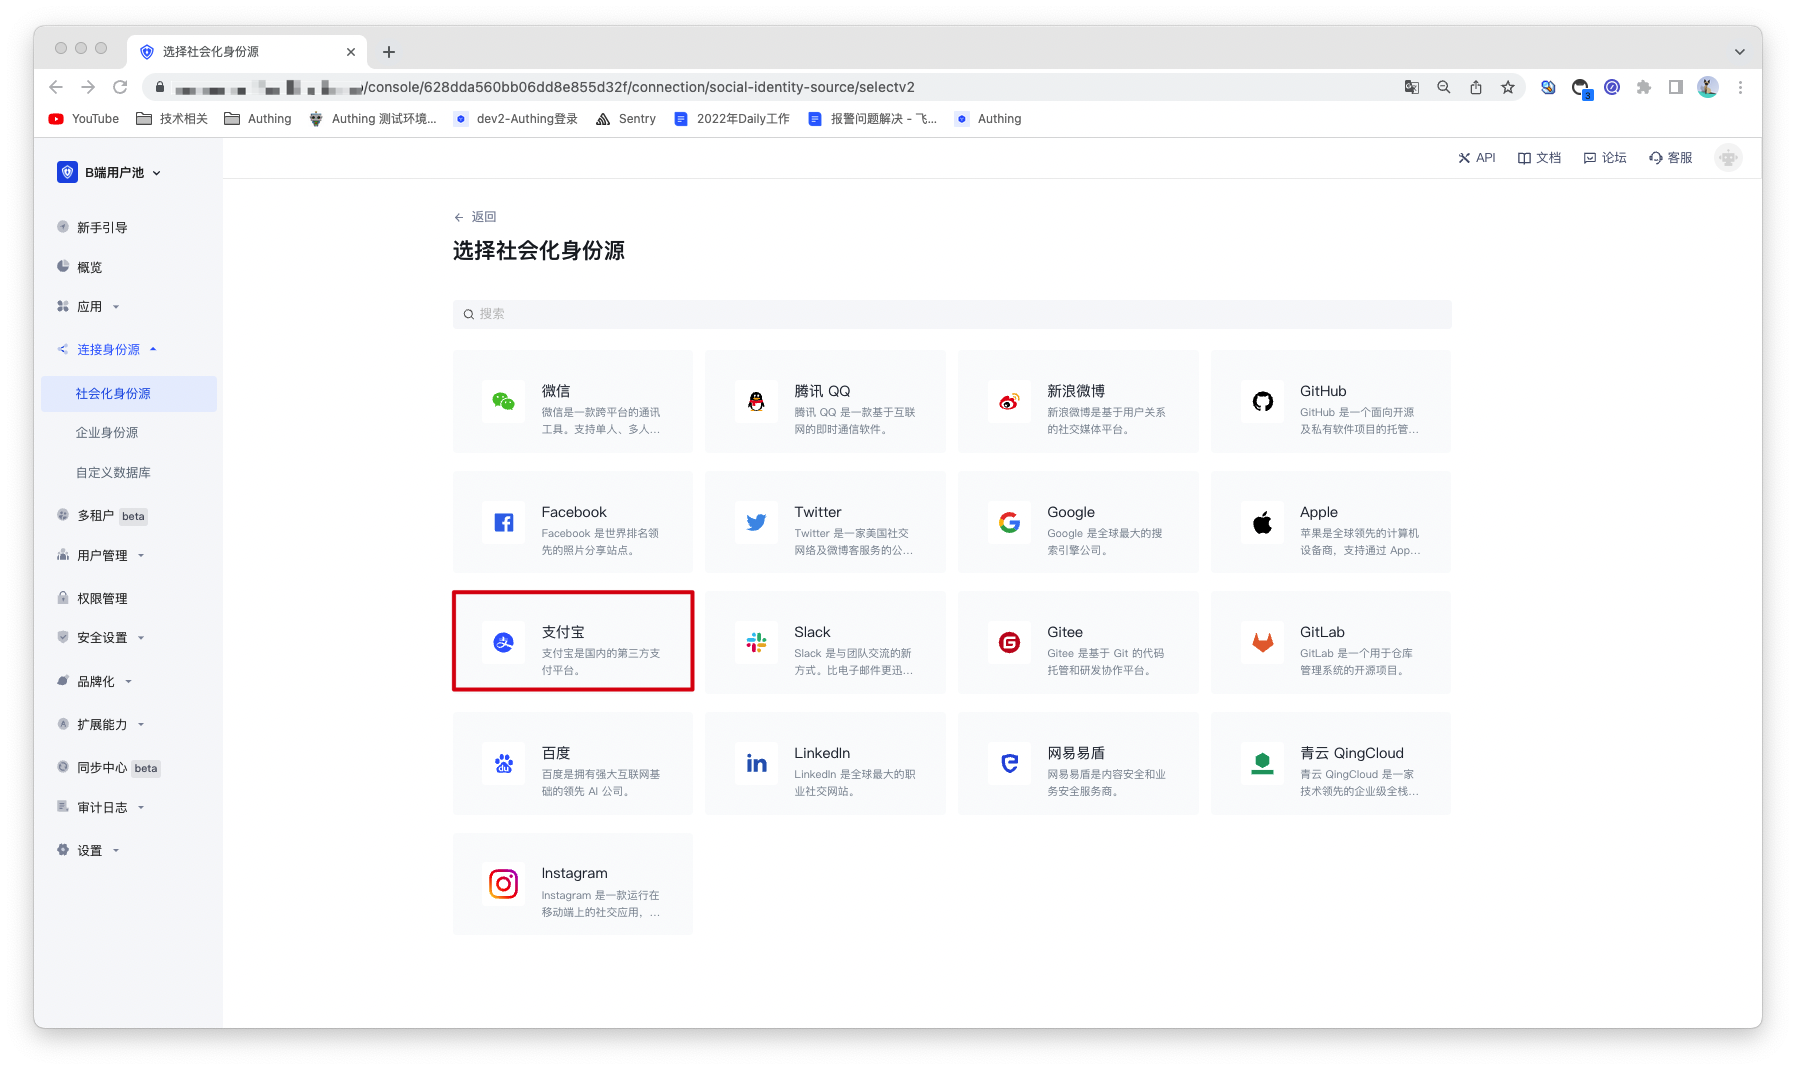 选择社会化身份源
/console/628dda560bb06dd8e855d32f/connection/social-identity-source/selectv2
3
YouTube
技术相关
Authing
Authing 测试环境...
dev2-Authing登录
Sentry
2022年Daily工作
报警问题解决 - 飞...
Authing
B端用户池
API
文档
论坛
客服
新手引导
概览
应用
连接身份源
社会化身份源
企业身份源
自定义数据库
多租户 beta
用户管理
权限管理
安全设置
品牌化
扩展能力
同步中心 beta
审计日志
设置
返回
选择社会化身份源
搜索
微信
微信是一款跨平台的通讯
工具。支持单人、多人...
腾讯 QQ
腾讯 QQ 是一款基于互联
网的即时通信软件。
新浪微博
新浪微博是基于用户关系
的社交媒体平台。
GitHub
GitHub 是一个面向开源
及私有软件项目的托管...
Facebook
Facebook 是世界排名领
先的照片分享站点。
Twitter
Twitter 是一家美国社交
网络及微博客服务的公...
Google
Google 是全球最大的搜
索引擎公司。
Apple
苹果是全球领先的计算机
设备商，支持通过 App...
支付宝
支付宝是国内的第三方支
付平台。
Slack
Slack 是与团队交流的新
方式。比电子邮件更迅...
Gitee
Gitee 是基于 Git 的代码
托管和研发协作平台。
GitLab
GitLab 是一个用于仓库
管理系统的开源项目。
百度
百度是拥有强大互联网基
础的领先 AI 公司。
LinkedIn
LinkedIn 是全球最大的职
业社交网站。
网易易盾
网易易盾是内容安全和业
务安全服务商。
青云 QingCloud
青云 QingCloud 是一家
技术领先的企业级全栈...
Instagram
Instagram 是一款运行在
移动端上的社交应用，...